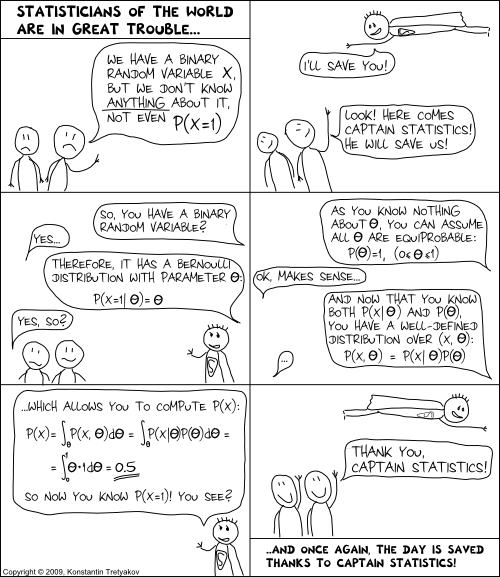 STATISTICIANS OF THE WORLD
ARE IN GREAT TROUBLE...
WE HAVE A BINARY
RANDOM VARIABLE X,
BUT WE DON'T KNOW
ANYTHING ABOUT IT,
NOT EVEN P(X=1)
I'LL SAVE YOU!
LOOK! HERE COMES
CAPTAIN STATISTICS!
HE WILL SAVE US!
SO, YOU HAVE A BINARY
RANDOM VARIABLE?
YES...
THEREFORE, IT HAS A BERNOULLI
DISTRIBUTION WITH PARAMETER Θ:
P(X=1|Θ)=Θ
YES, SO?
AS YOU KNOW NOTHING
ABOUT Θ, YOU CAN ASSUME
ALL Θ ARE EQUIPROBABLE:
P(Θ)=1, (0≤Θ≤1)
OK, MAKES SENSE...
AND NOW THAT YOU KNOW
BOTH P(X|Θ) AND P(Θ),
YOU HAVE A WELL-DEFINED
DISTRIBUTION OVER (X, Θ):
P(X, Θ) = P(X|Θ)P(Θ)
...
...WHICH ALLOWS YOU TO COMPUTE P(X):
P(X)=∫Θ P(X, Θ)dΘ = ∫Θ P(X|Θ)P(Θ)dΘ =
=∫₀¹Θ·1dΘ = 0.5
SO NOW YOU KNOW P(X=1)! YOU SEE?
THANK YOU,
CAPTAIN STATISTICS!
..AND ONCE AGAIN, THE DAY IS SAVED
THANKS TO CAPTAIN STATISTICS!
Copyright © 2009, Konstantin Tretyakov